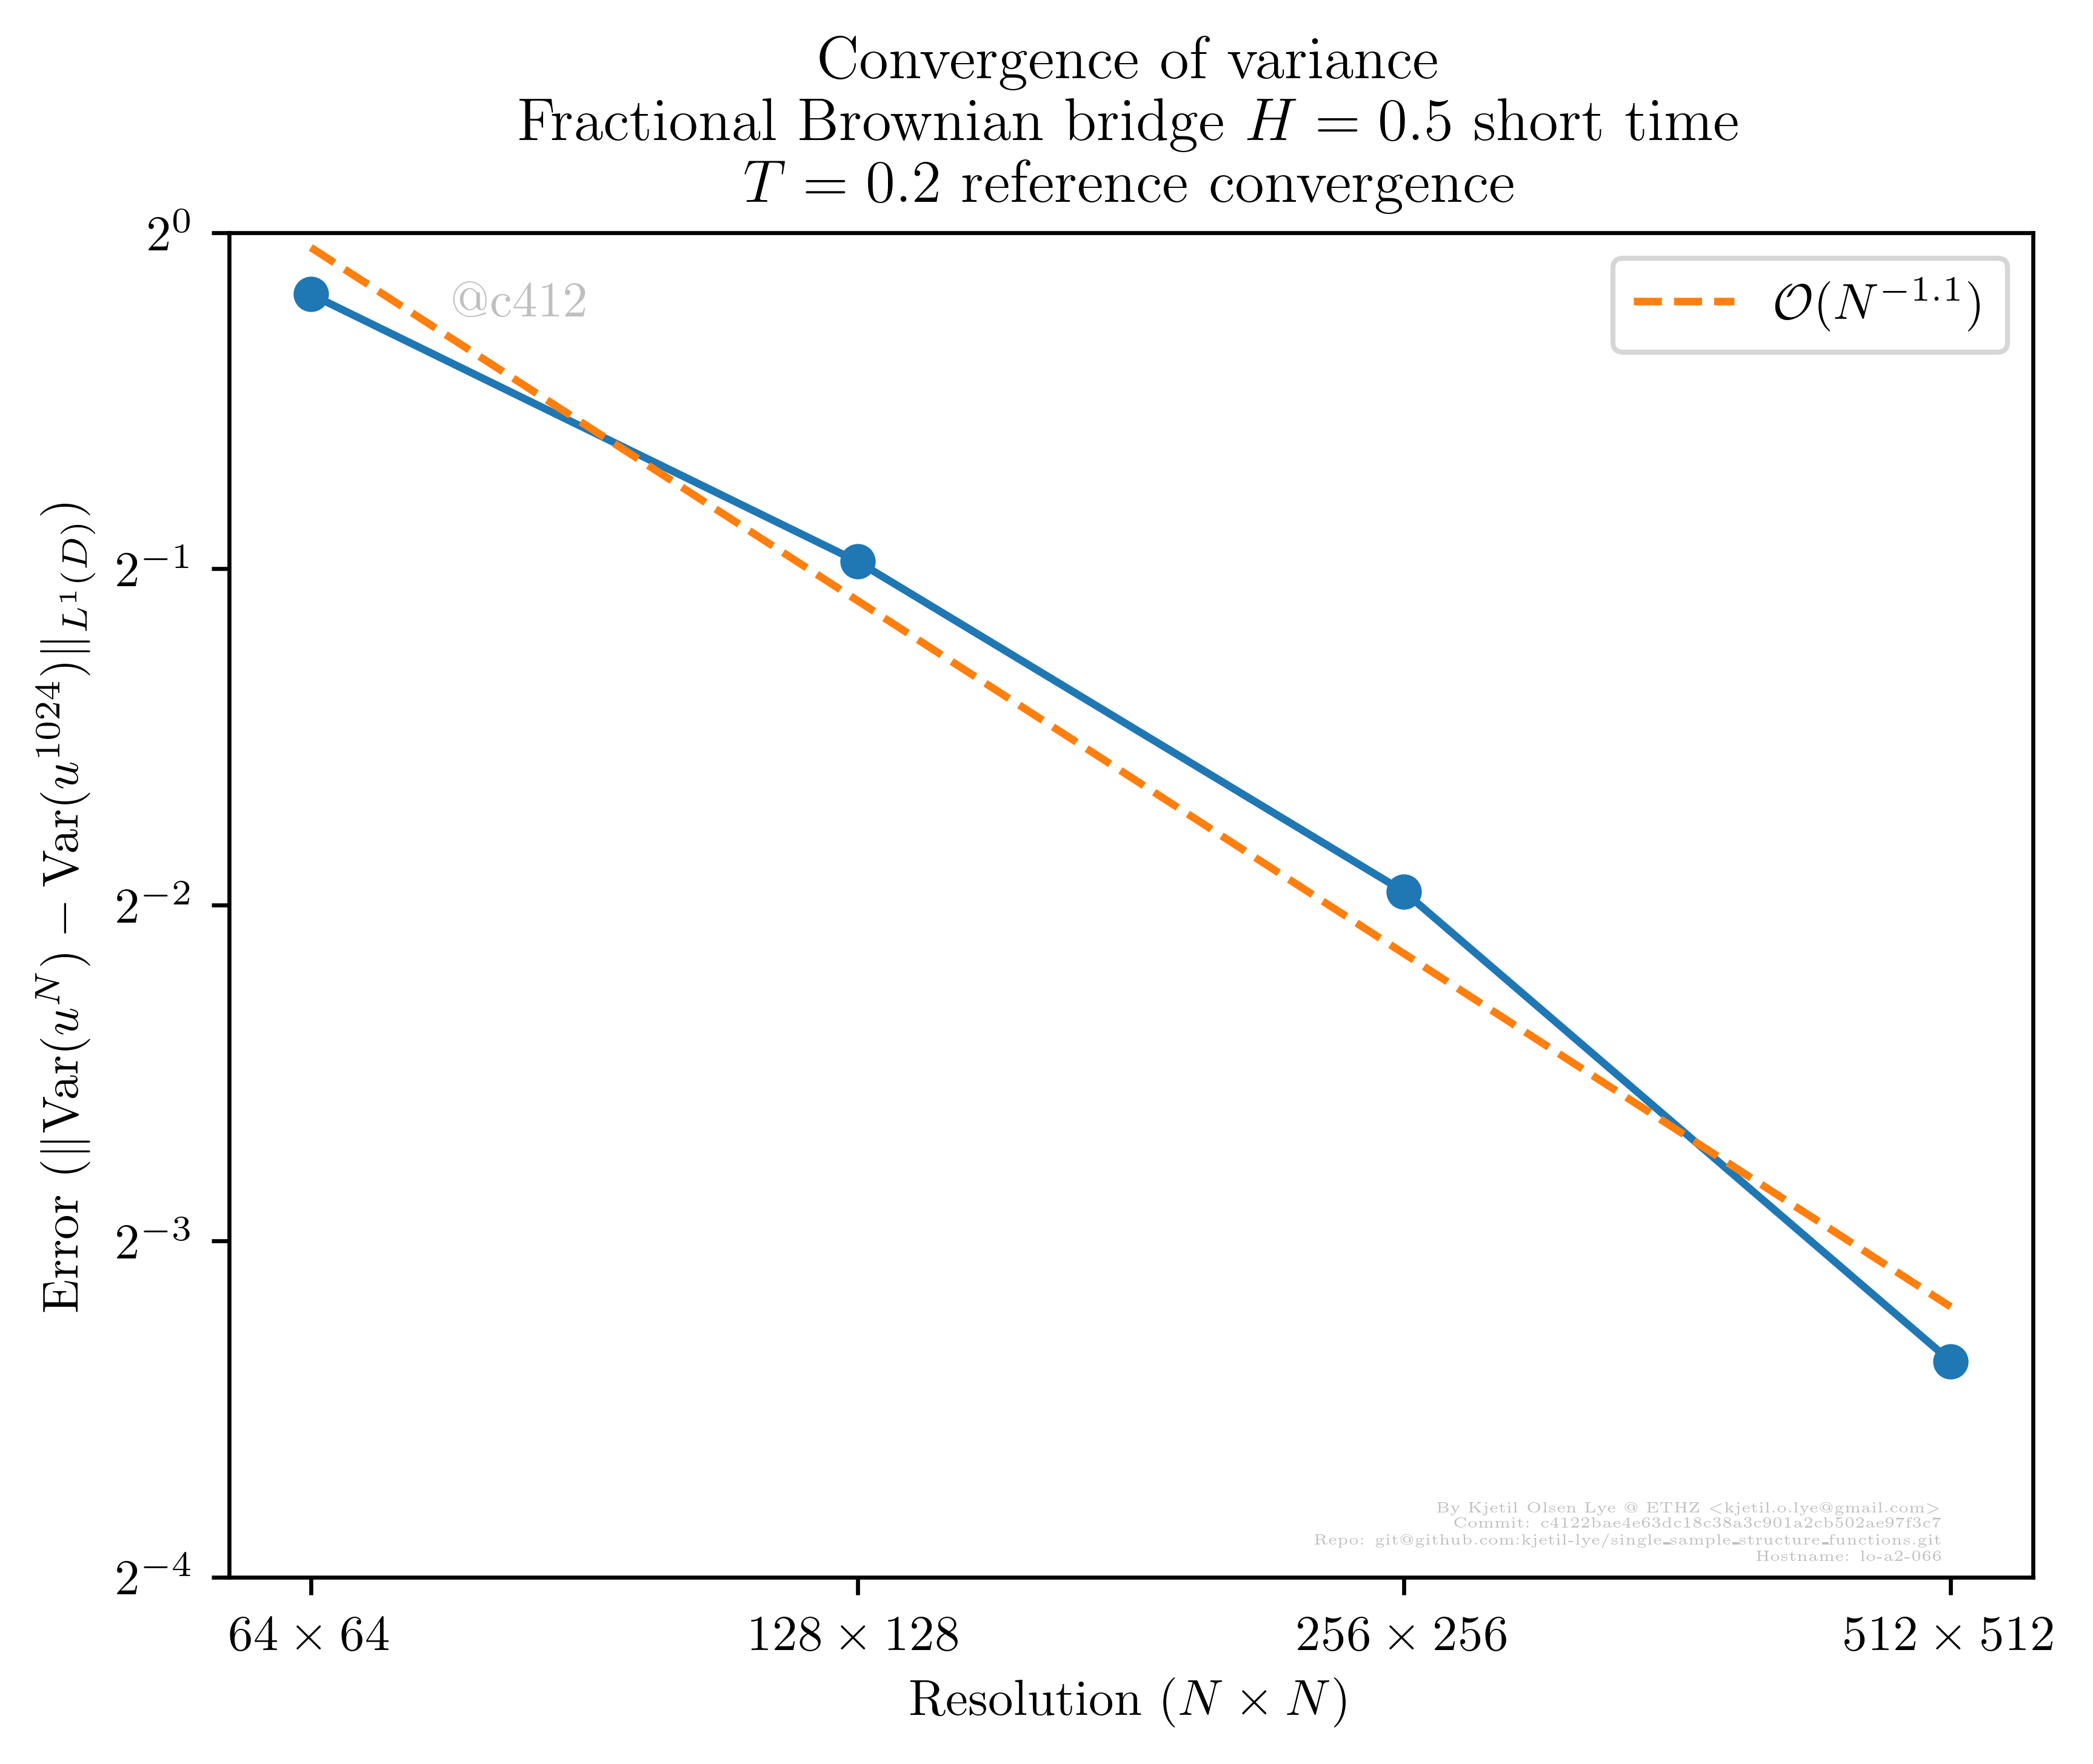 Convergence of variance
Fractional Brownian bridge H = 0.5 short time
T = 0.2 reference convergence
2^0
@c412
O(N^{-1.1})
2^{-1}
2^{-2}
2^{-3}
2^{-4}
Error (||Var(u^N) − Var(u^{1024})||_{L^1(D)})
By Kjetil Olsen Lye @ ETHZ <kjetil.o.lye@gmail.com>
Commit: c4122bae4e63dc18c38a3c901a2cb502ae97f3c7
Repo: git@github.com:kjetil-lye/single_sample_structure_functions.git
Hostname: lo-a2-066
64 × 64 128 × 128 256 × 256 512 × 512
Resolution (N × N)